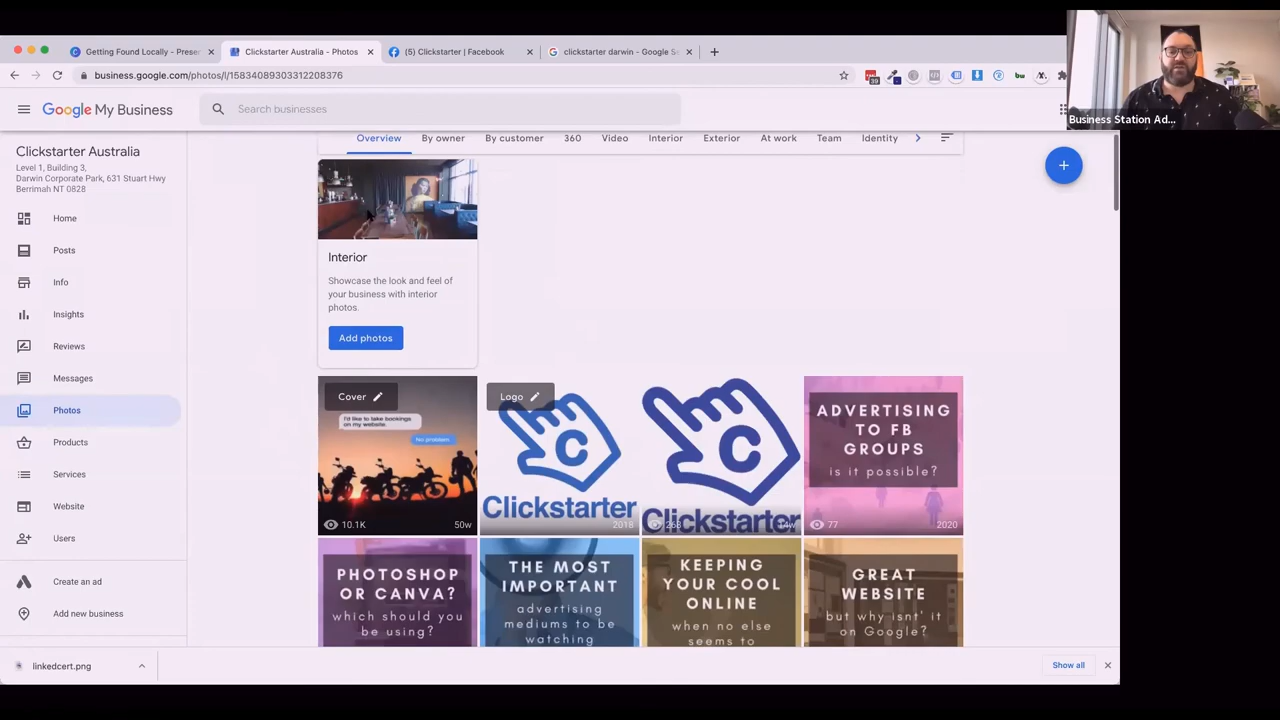 Getting Found Locally - Prese
Clickstarter Australia - Photos
(5) Clickstarter | Facebook
clickstarter darwin - Google S
business.google.com/photos/l/15834089303312208376
39
Google My Business
Search businesses
Business Station Ad...
Clickstarter Australia
Level 1, Building 3,
Darwin Corporate Park, 631 Stuart Hwy
Berrimah NT 0828
Home
Posts
Info
Insights
Reviews
Messages
Photos
Products
Services
Website
Users
Create an ad
Add new business
Overview
By owner
By customer
360
Video
Interior
Exterior
At work
Team
Identity
Interior
Showcase the look and feel of
your business with interior
photos.
Add photos
Cover
I'd like to take bookings
on my website.
No problem.
10.1K
50w
Logo
C
Clickstarter
2018
C
Clickstarter
263
ADVERTISING
TO FB
GROUPS
is it possible?
77
2020
PHOTOSHOP
OR CANVA?
which should you
be using?
THE MOST
IMPORTANT
advertising
mediums to be
watching
KEEPING
YOUR COOL
ONLINE
when no else
seems to
GREAT
WEBSITE
but why isnt' it
on Google?
linkedcert.png
Show all